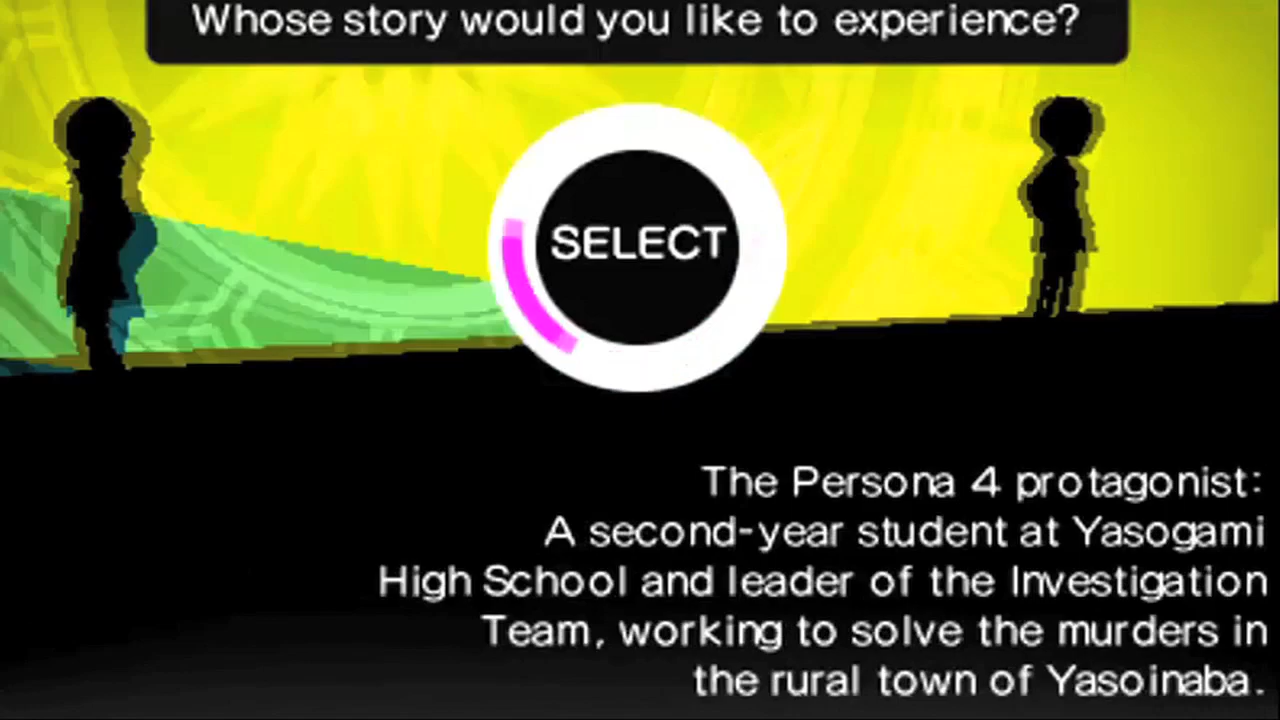 Whose story would you like to experience?
SELECT
The Persona 4 protagonist:
A second-year student at Yasogami
High School and leader of the Investigation
Team, working to solve the murders in
the rural town of Yasoinaba.